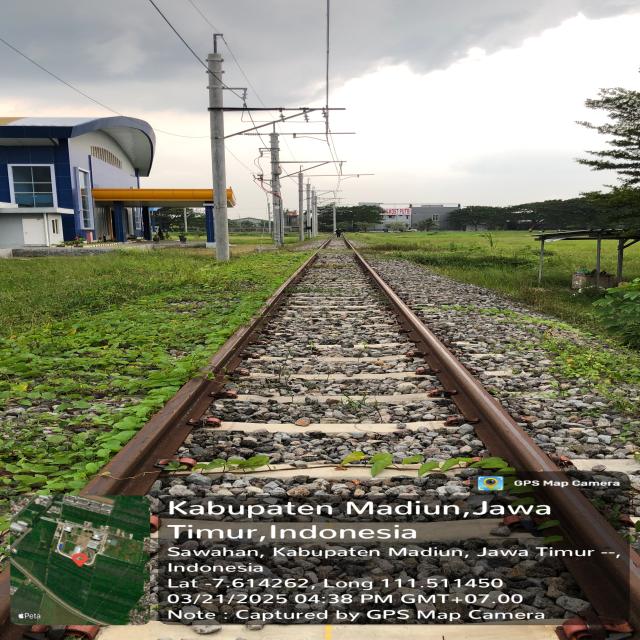 GPS Map Camera
Kabupaten Madiun,Jawa
Timur,Indonesia
Sawahan, Kabupaten Madiun, Jawa Timur --,
Indonesia
Lat -7.614262, Long 111.511450
03/21/2025 04:38 PM GMT+07.00
Note : Captured by GPS Map Camera
Peta